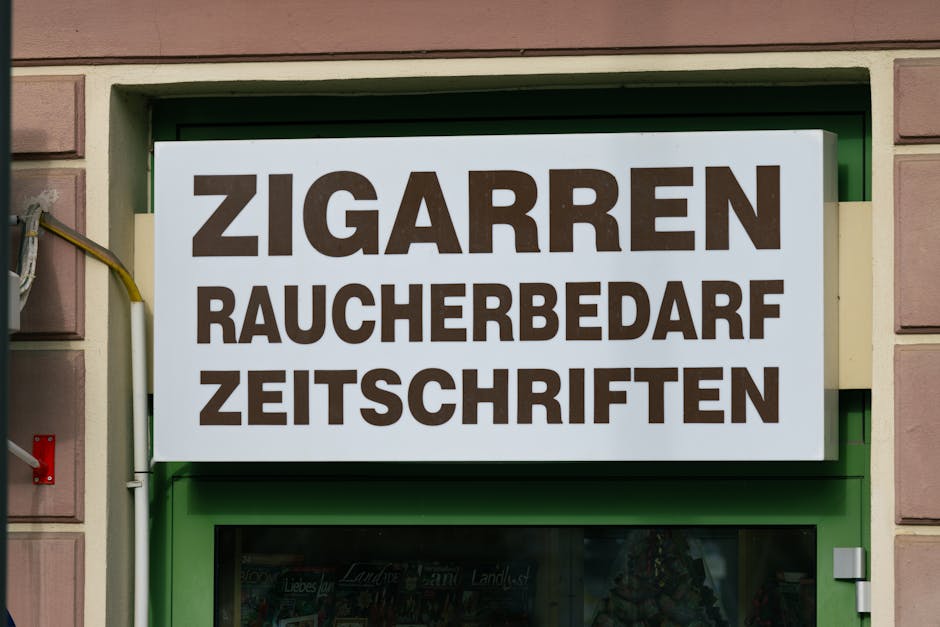 ZIGARREN
RAUCHERBEDARF
ZEITSCHRIFTEN
Landlust